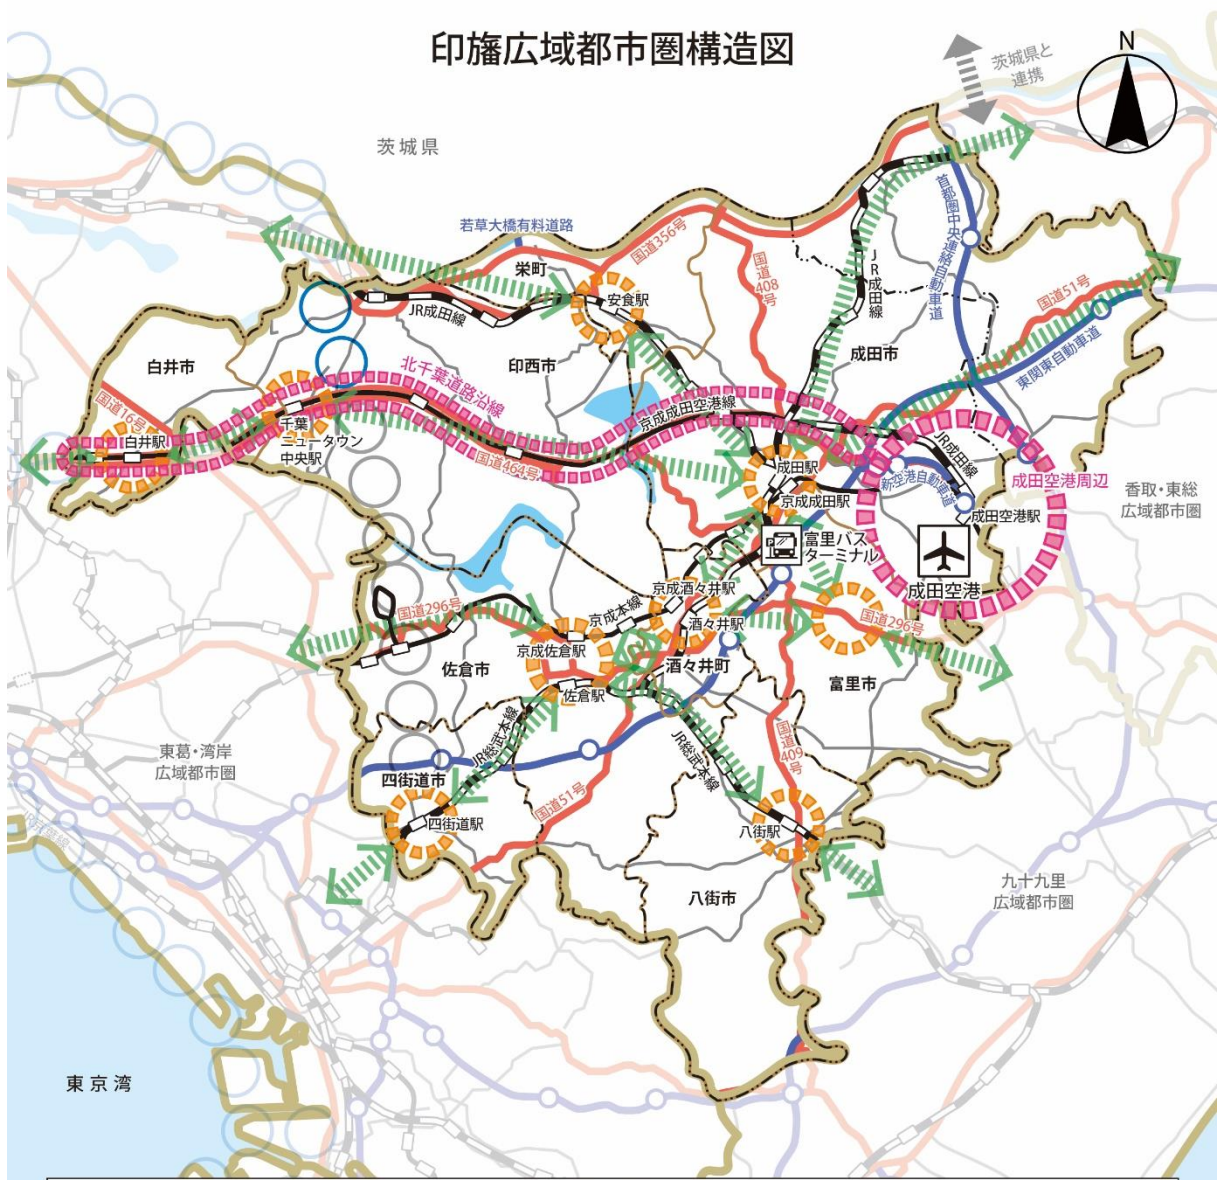 印旛広域都市圏構造図
N
茨城県と
連携
茨城県
若草大橋有料道路
栄町
国道356号
国道
408
号
JR成田線
首都圏中央連絡自動車道
国道51号
安食駅
JR成田線
成田市
東関東自動車道
白井市
印西市
北千葉道路沿線
国道16号
白井駅
千葉
ニュータウン
中央駅
京成成田空港線
国道464号
成田駅
京成成田駅
JR成田線
新空港自動車道
成田空港周辺
成田空港駅
香取・東総
広域都市圏
P
富里バス
ターミナル
成田空港
京成酒々井駅
国道296号
京成本線
酒々井駅
国道296号
京成佐倉駅
佐倉市
酒々井町
佐倉駅
富里市
東葛・湾岸
広域都市圏
JR総武本線
JR総武本線
国道
409
号
四街道市
国道51号
四街道駅
八街駅
JR京葉線
八街市
九十九里
広域都市圏
東京湾